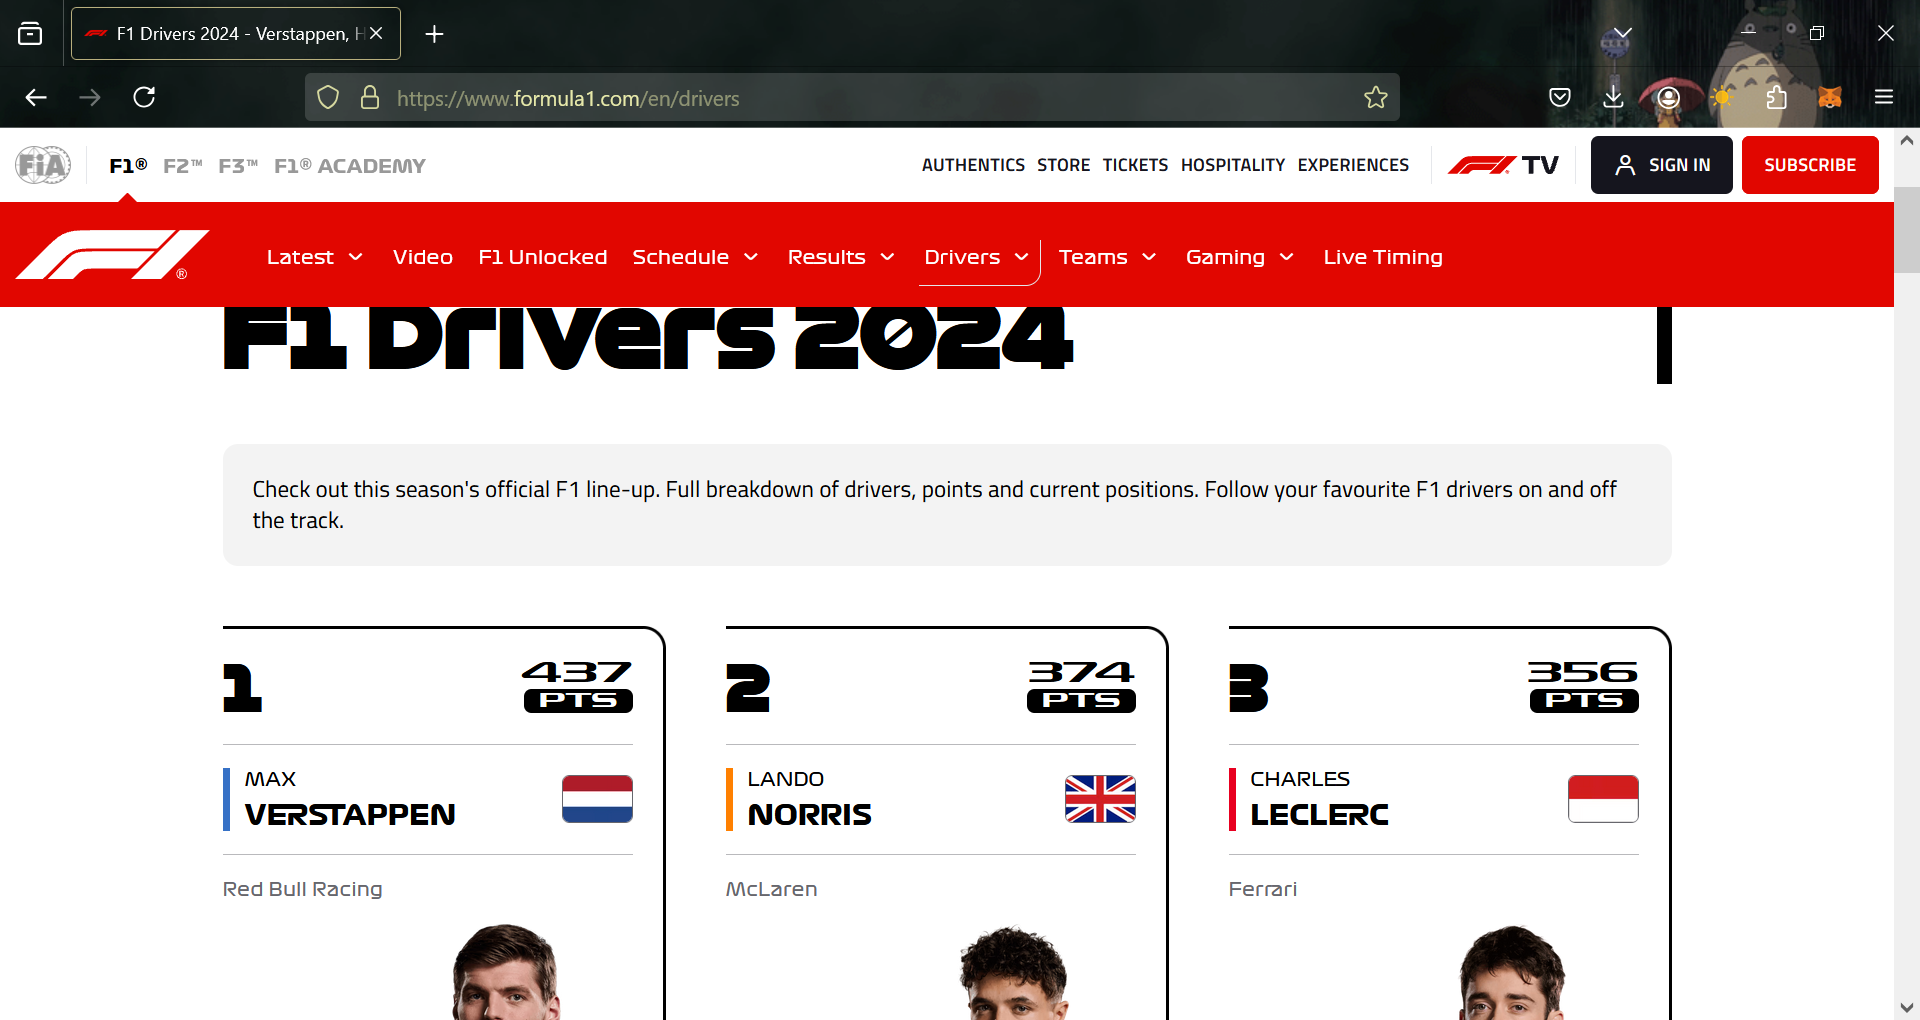 F1 Drivers 2024 - Verstappen, H
https://www.formula1.com/en/drivers
FiA
F1® F2™ F3™ F1® ACADEMY
AUTHENTICS STORE TICKETS HOSPITALITY EXPERIENCES
F1 TV
SIGN IN
SUBSCRIBE
F1®
Latest Video F1 Unlocked Schedule Results Drivers Teams Gaming Live Timing
F1 Drivers 2024
Check out this season's official F1 line-up. Full breakdown of drivers, points and current positions. Follow your favourite F1 drivers on and off
the track.
1
437
PTS
MAX
VERSTAPPEN
Red Bull Racing
2
374
PTS
LANDO
NORRIS
McLaren
3
356
PTS
CHARLES
LECLERC
Ferrari